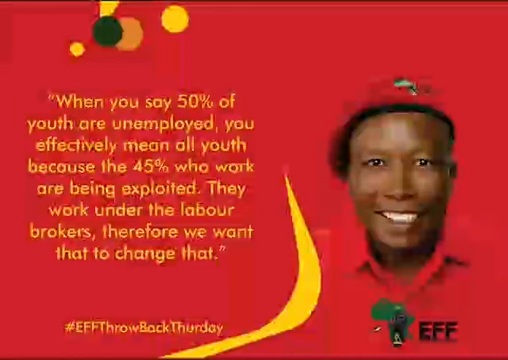 "When you say 50% of
youth are unemployed, you
effectively mean all youth
because the 45% who work
are being exploited. They
work under the labour
brokers, therefore we want
that to change that."
#EFFThrowBackThurday
EFF